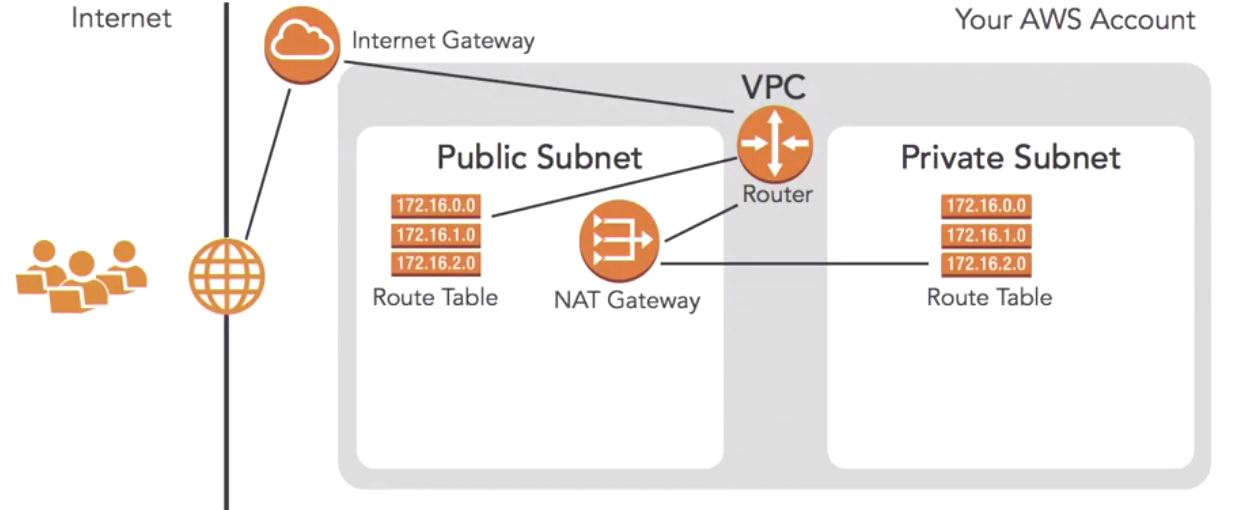 Internet
Your AWS Account
Internet Gateway
VPC
Router
Public Subnet
172.16.0.0
172.16.1.0
172.16.2.0
Route Table
NAT Gateway
Private Subnet
172.16.0.0
172.16.1.0
172.16.2.0
Route Table